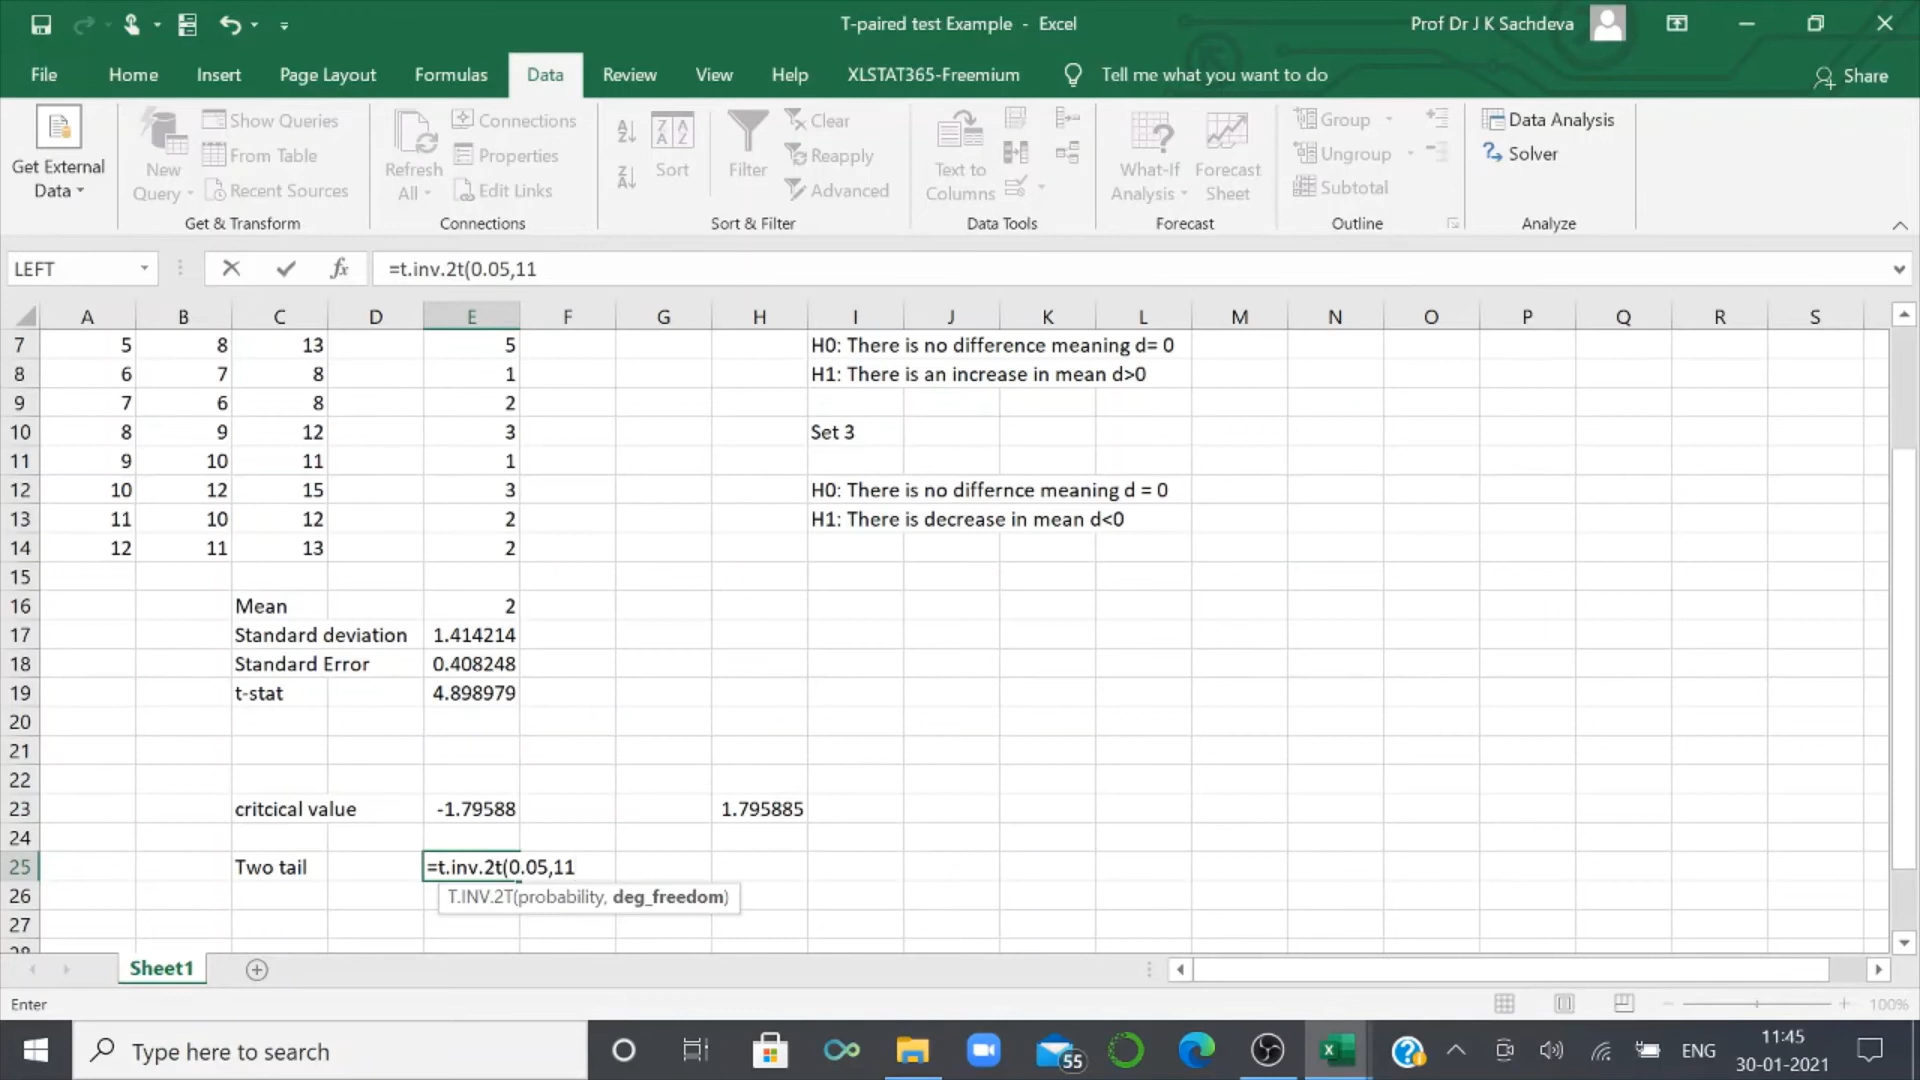 T-paired test Example - Excel
Prof Dr J K Sachdeva
File Home Insert Page Layout Formulas Data Review View Help XLSTAT365-Freemium Tell me what you want to do Share
Get External Data
New Query
Show Queries
From Table
Recent Sources
Get & Transform
Refresh All
Connections
Properties
Edit Links
Connections
Sort
Filter
Clear
Reapply
Advanced
Sort & Filter
Text to Columns
Data Tools
What-If Analysis
Forecast Sheet
Forecast
Group
Ungroup
Subtotal
Outline
Data Analysis
Solver
Analyze
LEFT fx =t.inv.2t(0.05,11
A B C D E F G H I J K L M N O P Q R S
7 5 8 13 5 H0: There is no difference meaning d= 0
8 6 7 8 1 H1: There is an increase in mean d>0
9 7 6 8 2
10 8 9 12 3 Set 3
11 9 10 11 1
12 10 12 15 3 H0: There is no differnce meaning d = 0
13 11 10 12 2 H1: There is decrease in mean d<0
14 12 11 13 2
15
16 Mean 2
17 Standard deviation 1.414214
18 Standard Error 0.408248
19 t-stat 4.898979
20
21
22
23 critcical value -1.79588 1.795885
24
25 Two tail =t.inv.2t(0.05,11
26 T.INV.2T(probability, deg_freedom)
27
28
Sheet1
Enter 100%
Type here to search 55 ENG 11:45
30-01-2021